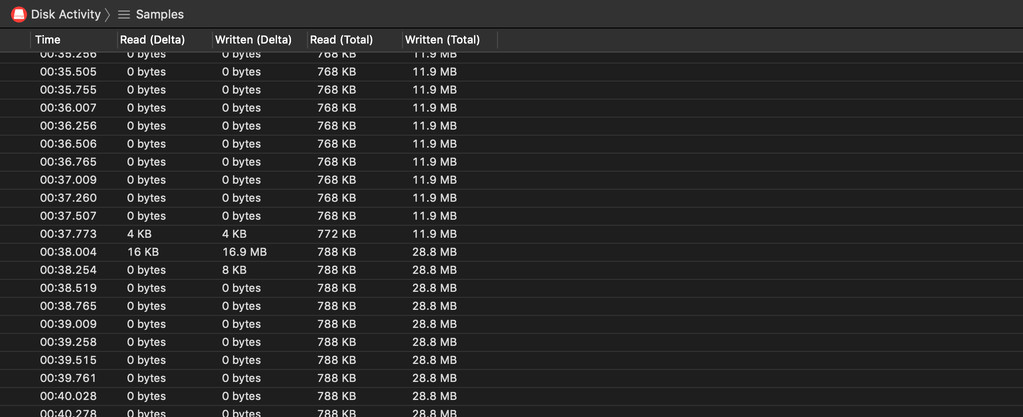 Disk Activity Samples
Time Read (Delta) Written (Delta) Read (Total) Written (Total)
00:35.256 0 bytes 0 bytes 768 KB 11.9 MB
00:35.505 0 bytes 0 bytes 768 KB 11.9 MB
00:35.755 0 bytes 0 bytes 768 KB 11.9 MB
00:36.007 0 bytes 0 bytes 768 KB 11.9 MB
00:36.256 0 bytes 0 bytes 768 KB 11.9 MB
00:36.506 0 bytes 0 bytes 768 KB 11.9 MB
00:36.765 0 bytes 0 bytes 768 KB 11.9 MB
00:37.009 0 bytes 0 bytes 768 KB 11.9 MB
00:37.260 0 bytes 0 bytes 768 KB 11.9 MB
00:37.507 0 bytes 0 bytes 768 KB 11.9 MB
00:37.773 4 KB 4 KB 772 KB 11.9 MB
00:38.004 16 KB 16.9 MB 788 KB 28.8 MB
00:38.254 0 bytes 8 KB 788 KB 28.8 MB
00:38.519 0 bytes 0 bytes 788 KB 28.8 MB
00:38.765 0 bytes 0 bytes 788 KB 28.8 MB
00:39.009 0 bytes 0 bytes 788 KB 28.8 MB
00:39.258 0 bytes 0 bytes 788 KB 28.8 MB
00:39.515 0 bytes 0 bytes 788 KB 28.8 MB
00:39.761 0 bytes 0 bytes 788 KB 28.8 MB
00:40.028 0 bytes 0 bytes 788 KB 28.8 MB
00:40.278 0 bytes 0 bytes 788 KB 28.8 MB